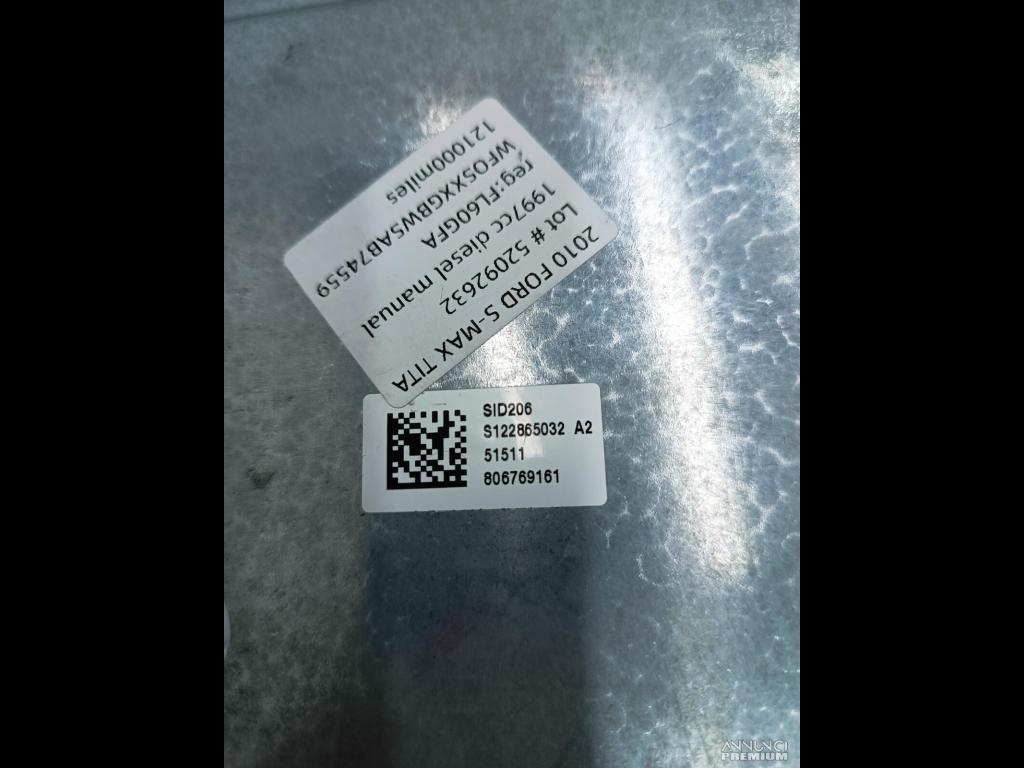 2010 FORD S-MAX TITA
Lot # 52092632
1997cc diesel manual
reg:FL60GFA
WF0SXXGBWSAB74559
121000miles
SID206
S122865032 A2
51511
806769161
ANNUNCI
PREMIUM